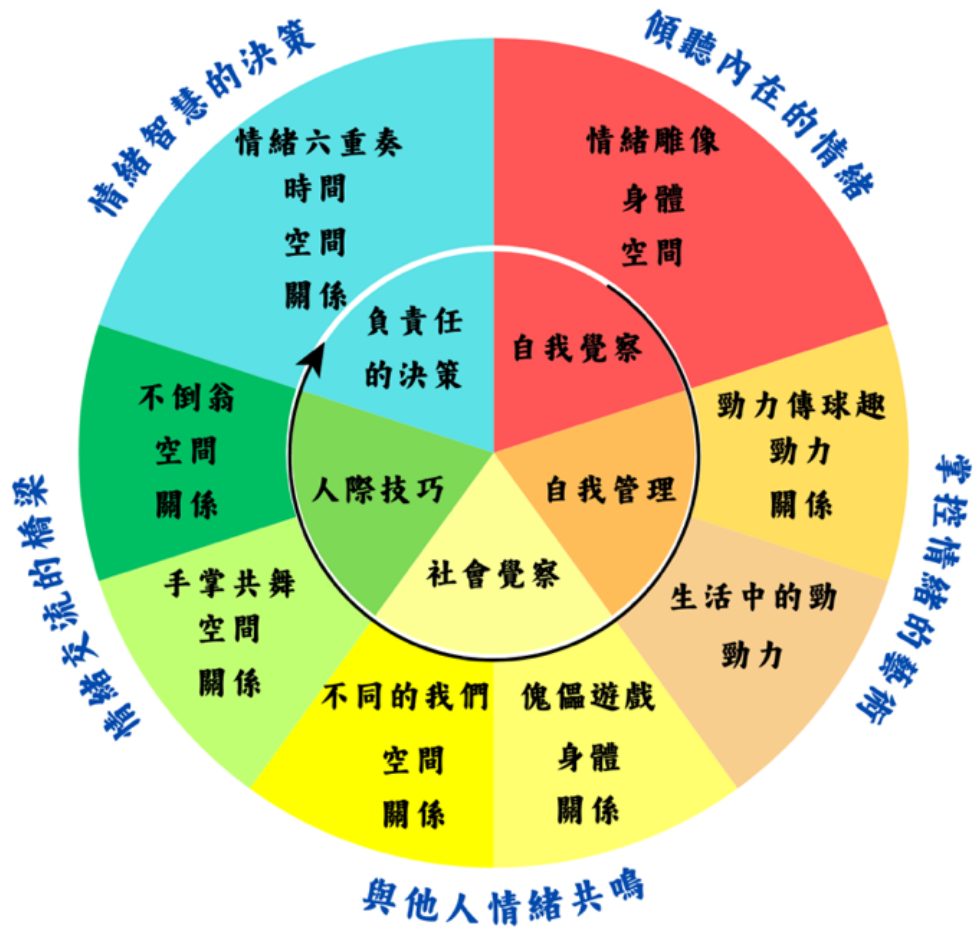 傾聽內在的情緒
情緒雕像
身體
空間
自我覺察
掌控情緒的藝術
勁力傳球趣
勁力
關係
自我管理
生活中的勁
勁力
與他人情緒共鳴
傀儡遊戲
身體
關係
社會覺察
不同的我們
空間
關係
情緒交流的橋梁
手掌共舞
空間
關係
人際技巧
不倒翁
空間
關係
情緒智慧的決策
情緒六重奏
時間
空間
關係
負責任
的決策